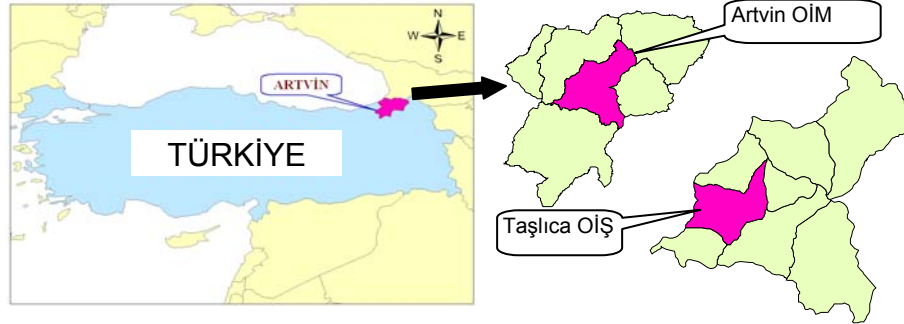 N
W E
S
ARTVİN
TÜRKİYE
Artvin OİM
Taşlıca OİŞ